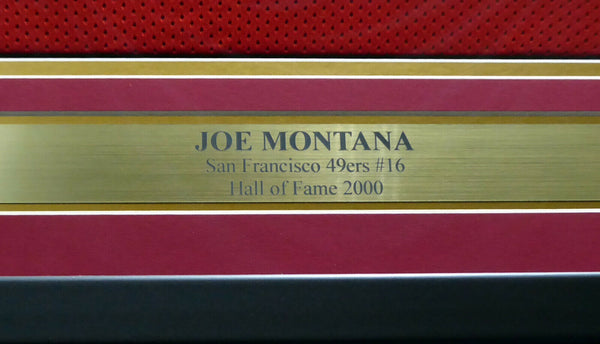 JOE MONTANA
San Francisco 49ers #16
Hall of Fame 2000